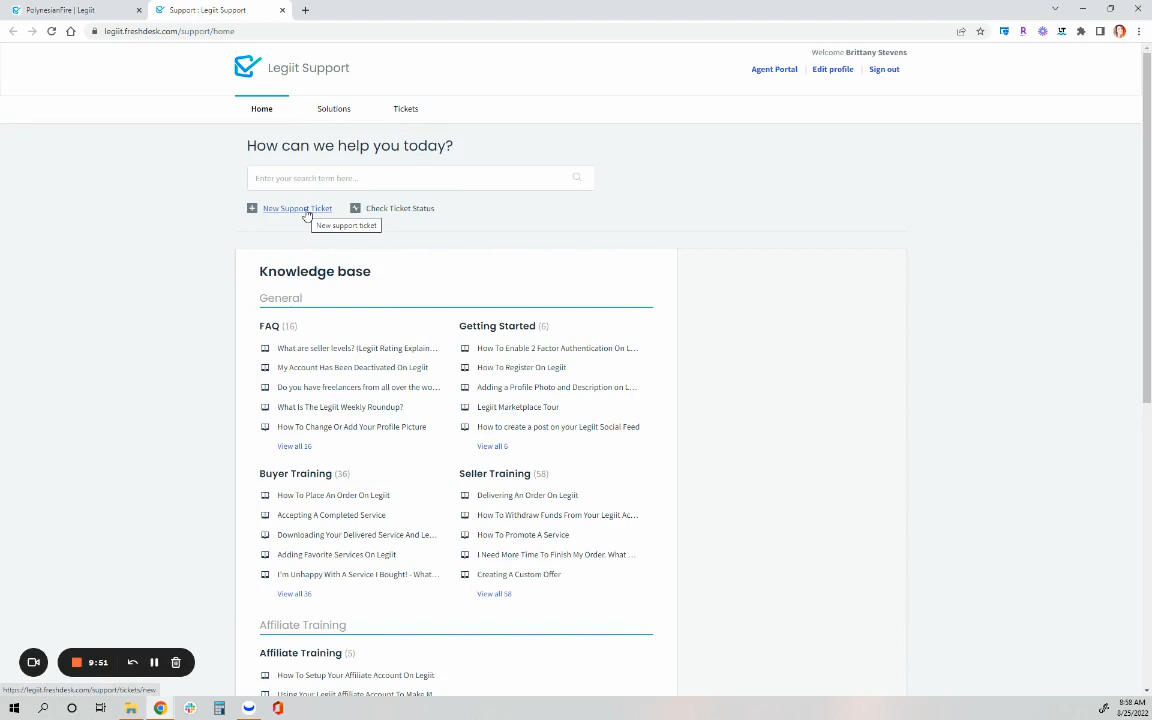 PolynesianFire | Legiit
Support : Legiit Support
legiit.freshdesk.com/support/home
Legiit Support
Welcome Brittany Stevens
Agent Portal
Edit profile
Sign out
Home
Solutions
Tickets
How can we help you today?
Enter your search term here...
New Support Ticket
Check Ticket Status
New support ticket
Knowledge base
General
FAQ (16)
What are seller levels? (Legiit Rating Explain...
My Account Has Been Deactivated On Legiit
Do you have freelancers from all over the wo...
What Is The Legiit Weekly Roundup?
How To Change Or Add Your Profile Picture
View all 16
Getting Started (6)
How To Enable 2 Factor Authentication On L...
How To Register On Legiit
Adding a Profile Photo and Description on L...
Legiit Marketplace Tour
How to create a post on your Legiit Social Feed
View all 6
Buyer Training (36)
How To Place An Order On Legiit
Accepting A Completed Service
Downloading Your Delivered Service And Le...
Adding Favorite Services On Legiit
I'm Unhappy With A Service I Bought! - What...
View all 36
Seller Training (58)
Delivering An Order On Legiit
How To Withdraw Funds From Your Legiit Ac...
How To Promote A Service
I Need More Time To Finish My Order. What ...
Creating A Custom Offer
View all 58
Affiliate Training
Affiliate Training (5)
How To Setup Your Affiliate Account On Legiit
Using Your Legiit Affiliate Account To Make M...
9:51
https://legiit.freshdesk.com/support/tickets/new
8:58 AM
8/25/2022